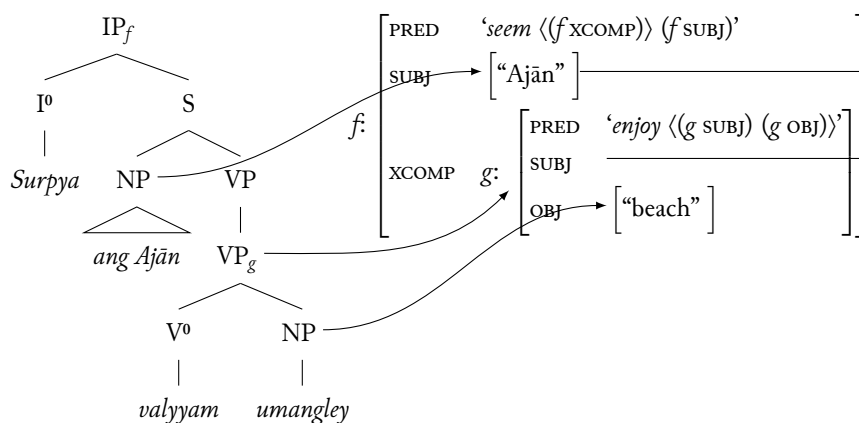 IP_f
PRED ‘seem ⟨(f XCOMP)⟩ (f SUBJ)’
SUBJ [“Ajān”]
I⁰ S
f:
Surpya NP VP
XCOMP g:
PRED ‘enjoy ⟨(g SUBJ) (g OBJ)⟩’
SUBJ
OBJ [“beach”]
ang Ajān VP_g
V⁰ NP
valyyam umangley